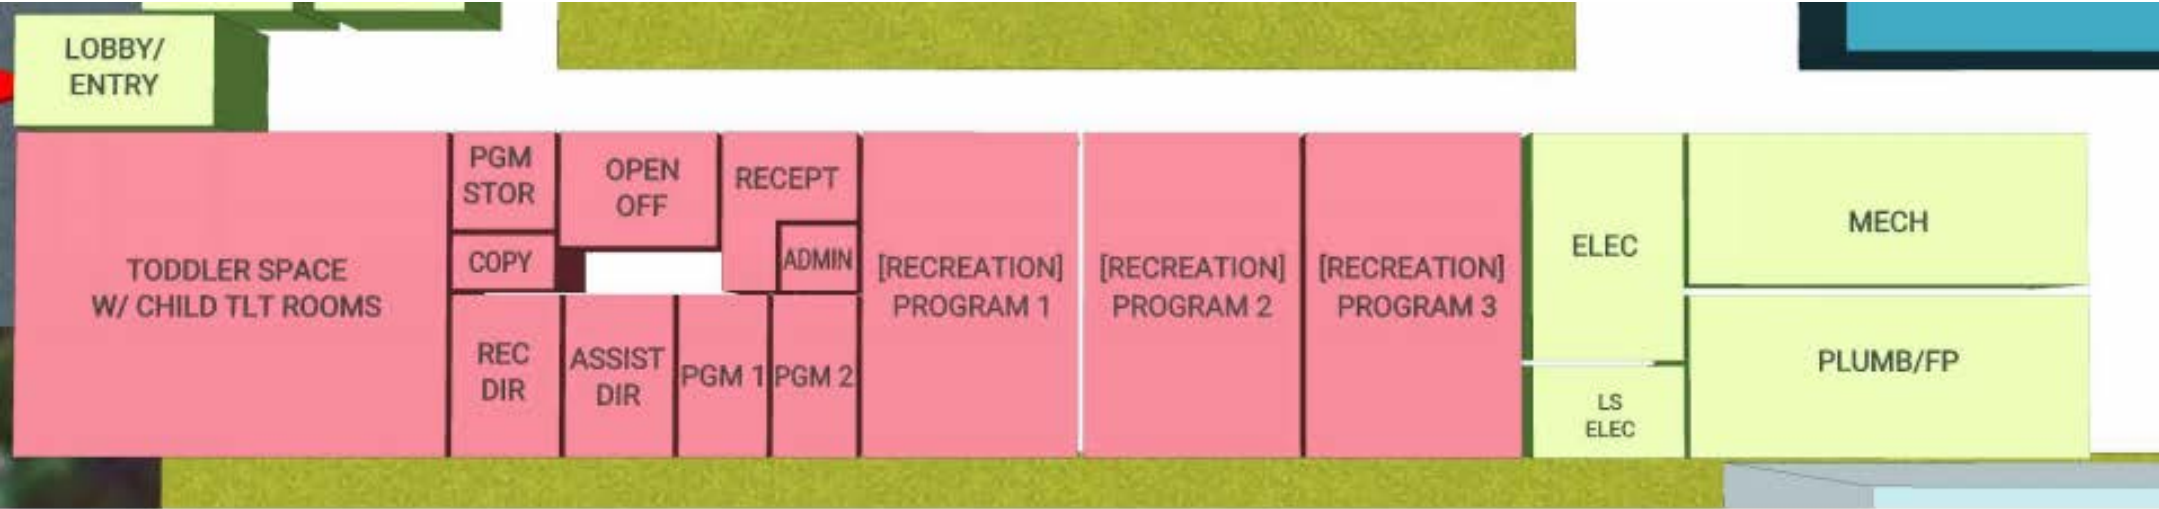 LOBBY/
ENTRY
TODDLER SPACE
W/ CHILD TLT ROOMS
PGM
STOR
COPY
OPEN
OFF
RECEPT
ADMIN
REC
DIR
ASSIST
DIR
PGM 1
PGM 2
[RECREATION]
PROGRAM 1
[RECREATION]
PROGRAM 2
[RECREATION]
PROGRAM 3
ELEC
LS
ELEC
MECH
PLUMB/FP